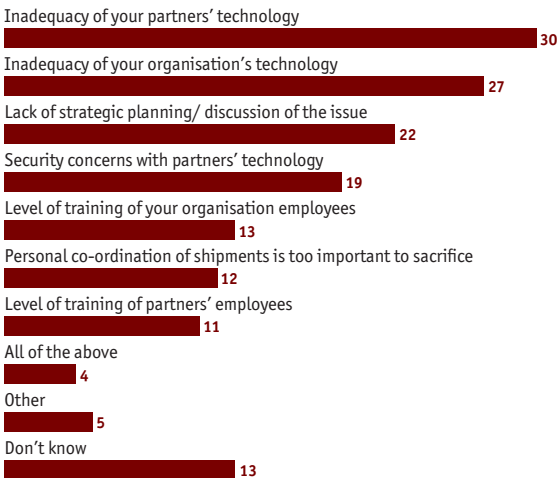 Inadequacy of your partners’ technology
30
Inadequacy of your organisation’s technology
27
Lack of strategic planning/ discussion of the issue
22
Security concerns with partners’ technology
19
Level of training of your organisation employees
13
Personal co-ordination of shipments is too important to sacrifice
12
Level of training of partners’ employees
11
All of the above
4
Other
5
Don’t know
13